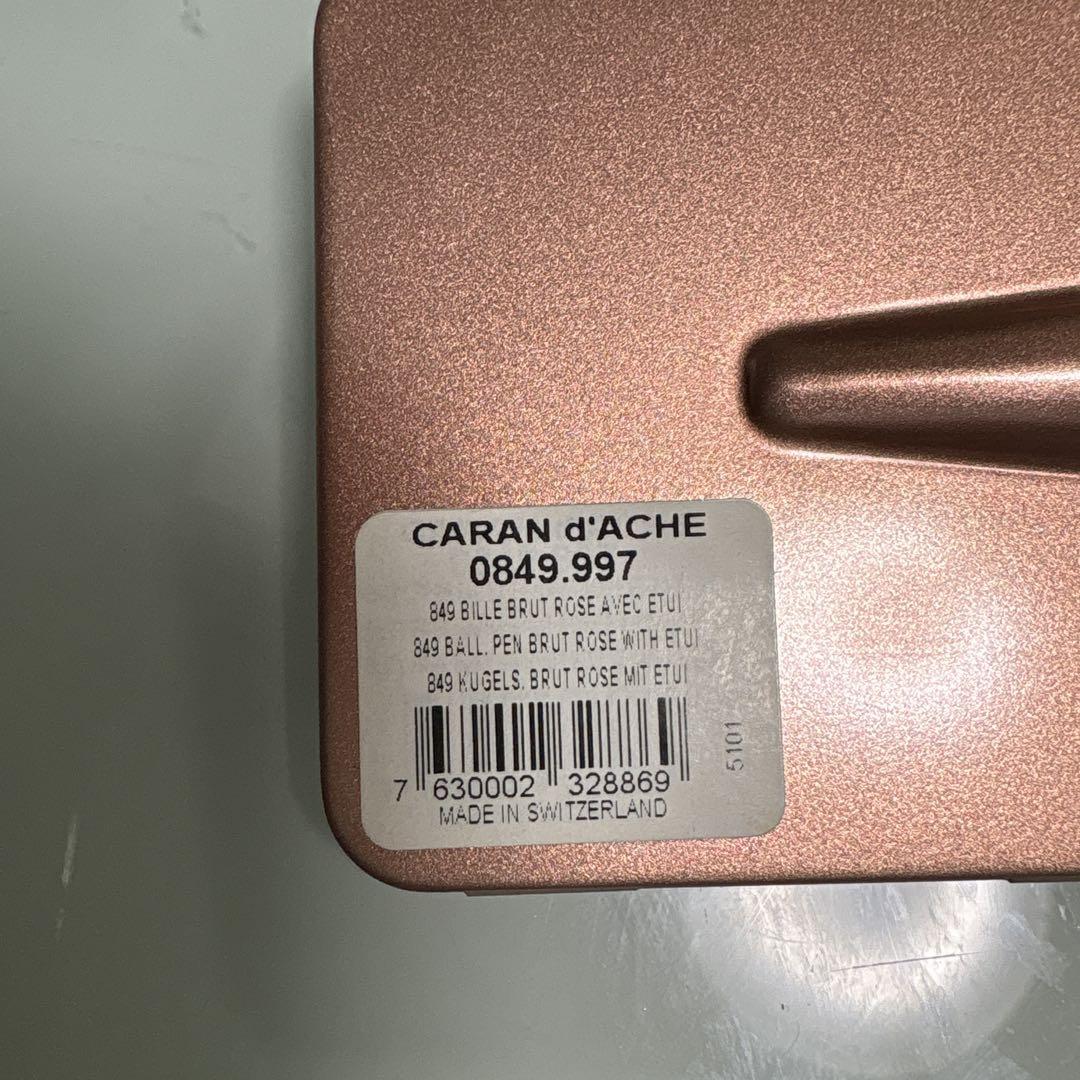 CARAN d'ACHE
0849.997
849 BILLE BRUT ROSE AVEC ETUI
849 BALL. PEN BRUT ROSE WITH ETUI
849 KUGELS. BRUT ROSE MIT ETUI
5101
7 630002 328869
MADE IN SWITZERLAND